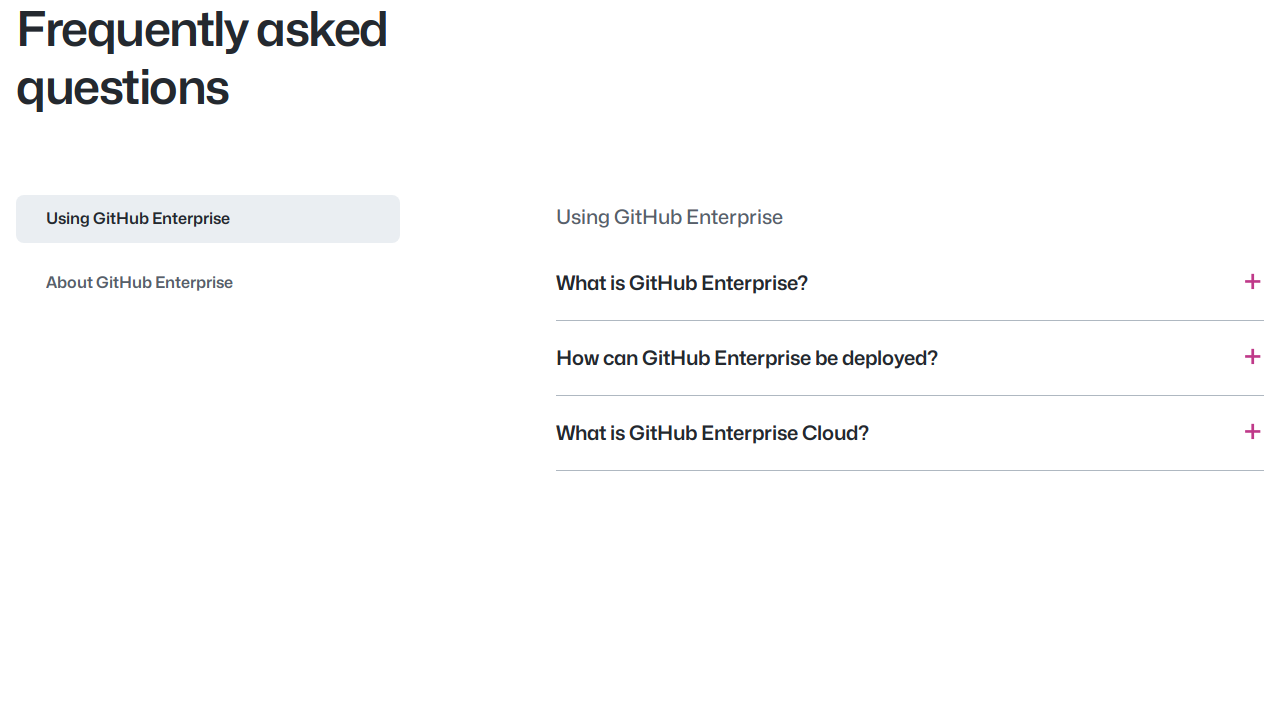 Frequently asked
questions
Using GitHub Enterprise
About GitHub Enterprise
Using GitHub Enterprise
What is GitHub Enterprise?
How can GitHub Enterprise be deployed?
What is GitHub Enterprise Cloud?